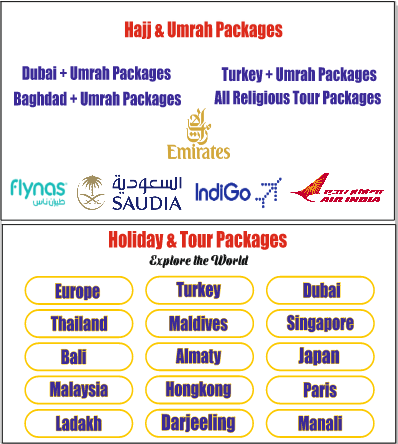 Hajj & Umrah Packages
Dubai + Umrah Packages
Turkey + Umrah Packages
Baghdad + Umrah Packages
All Religious Tour Packages
Emirates
flynas
طيران ناس
السعودية
SAUDIA
IndiGo
AIR INDIA
Holiday & Tour Packages
Explore the World
Europe
Turkey
Dubai
Thailand
Maldives
Singapore
Bali
Almaty
Japan
Malaysia
Hongkong
Paris
Ladakh
Darjeeling
Manali